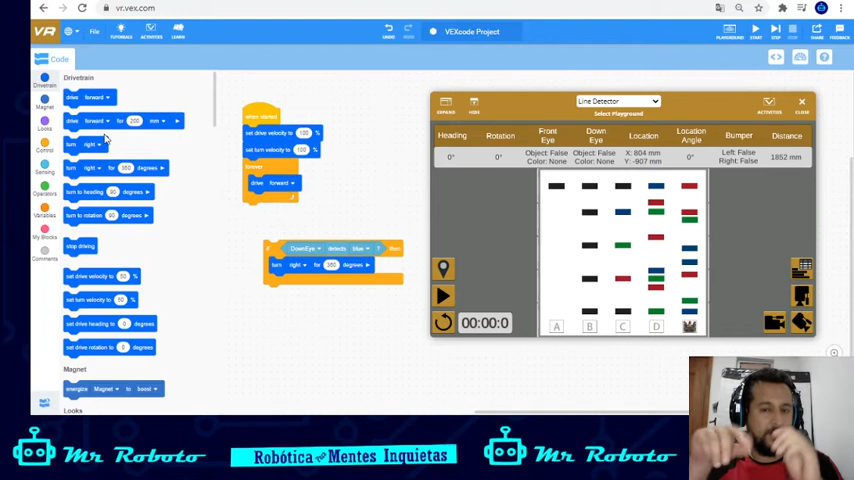 vr.vex.com
VR
File
TUTORIALS
ACTIVITIES
LEARN
UNDO
REDO
VEXcode Project
PLAYGROUND
START
STEP
STOP
SHARE
FEEDBACK
Code
Drivetrain
Magnet
Looks
Control
Sensing
Operators
Variables
My Blocks
Comments
Drivetrain
drive forward
drive forward for 200 mm
turn right
turn right for 360 degrees
turn to heading 90 degrees
turn to rotation 90 degrees
stop driving
set drive velocity to 50 %
set turn velocity to 50 %
set drive heading to 0 degrees
set drive rotation to 0 degrees
Magnet
energize Magnet to boost
Looks
when started
set drive velocity to 100 %
set turn velocity to 100 %
forever
drive forward
if DownEye detects blue ? then
turn right for 360 degrees
EXPAND
HIDE
Line Detector
Select Playground
ACTIVITIES
CLOSE
Heading
Rotation
Front Eye
Down Eye
Location
Location Angle
Bumper
Distance
0°
0°
Object: False
Color: None
Object: False
Color: None
X: 804 mm
Y: -907 mm
0°
Left: False
Right: False
1852 mm
00:00:0
A
B
C
D
Mr Roboto
Robótica para Mentes Inquietas
Mr Roboto